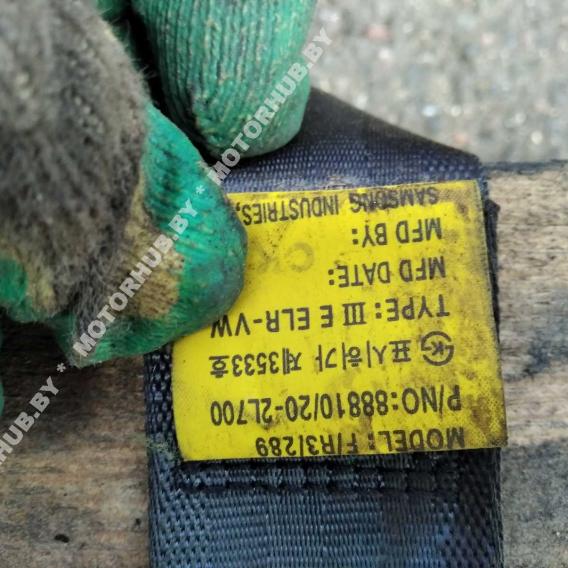 MODEL: F/R3/289
P/NO:88810/20-2L700
표시허가 제3533호
TYPE: III E ELR-VW
MFD DATE:
MFD BY:
SAMSONG INDUSTRIES,
* MOTORHUB.BY * MOTORHUB.BY * MOTORHUB.BY